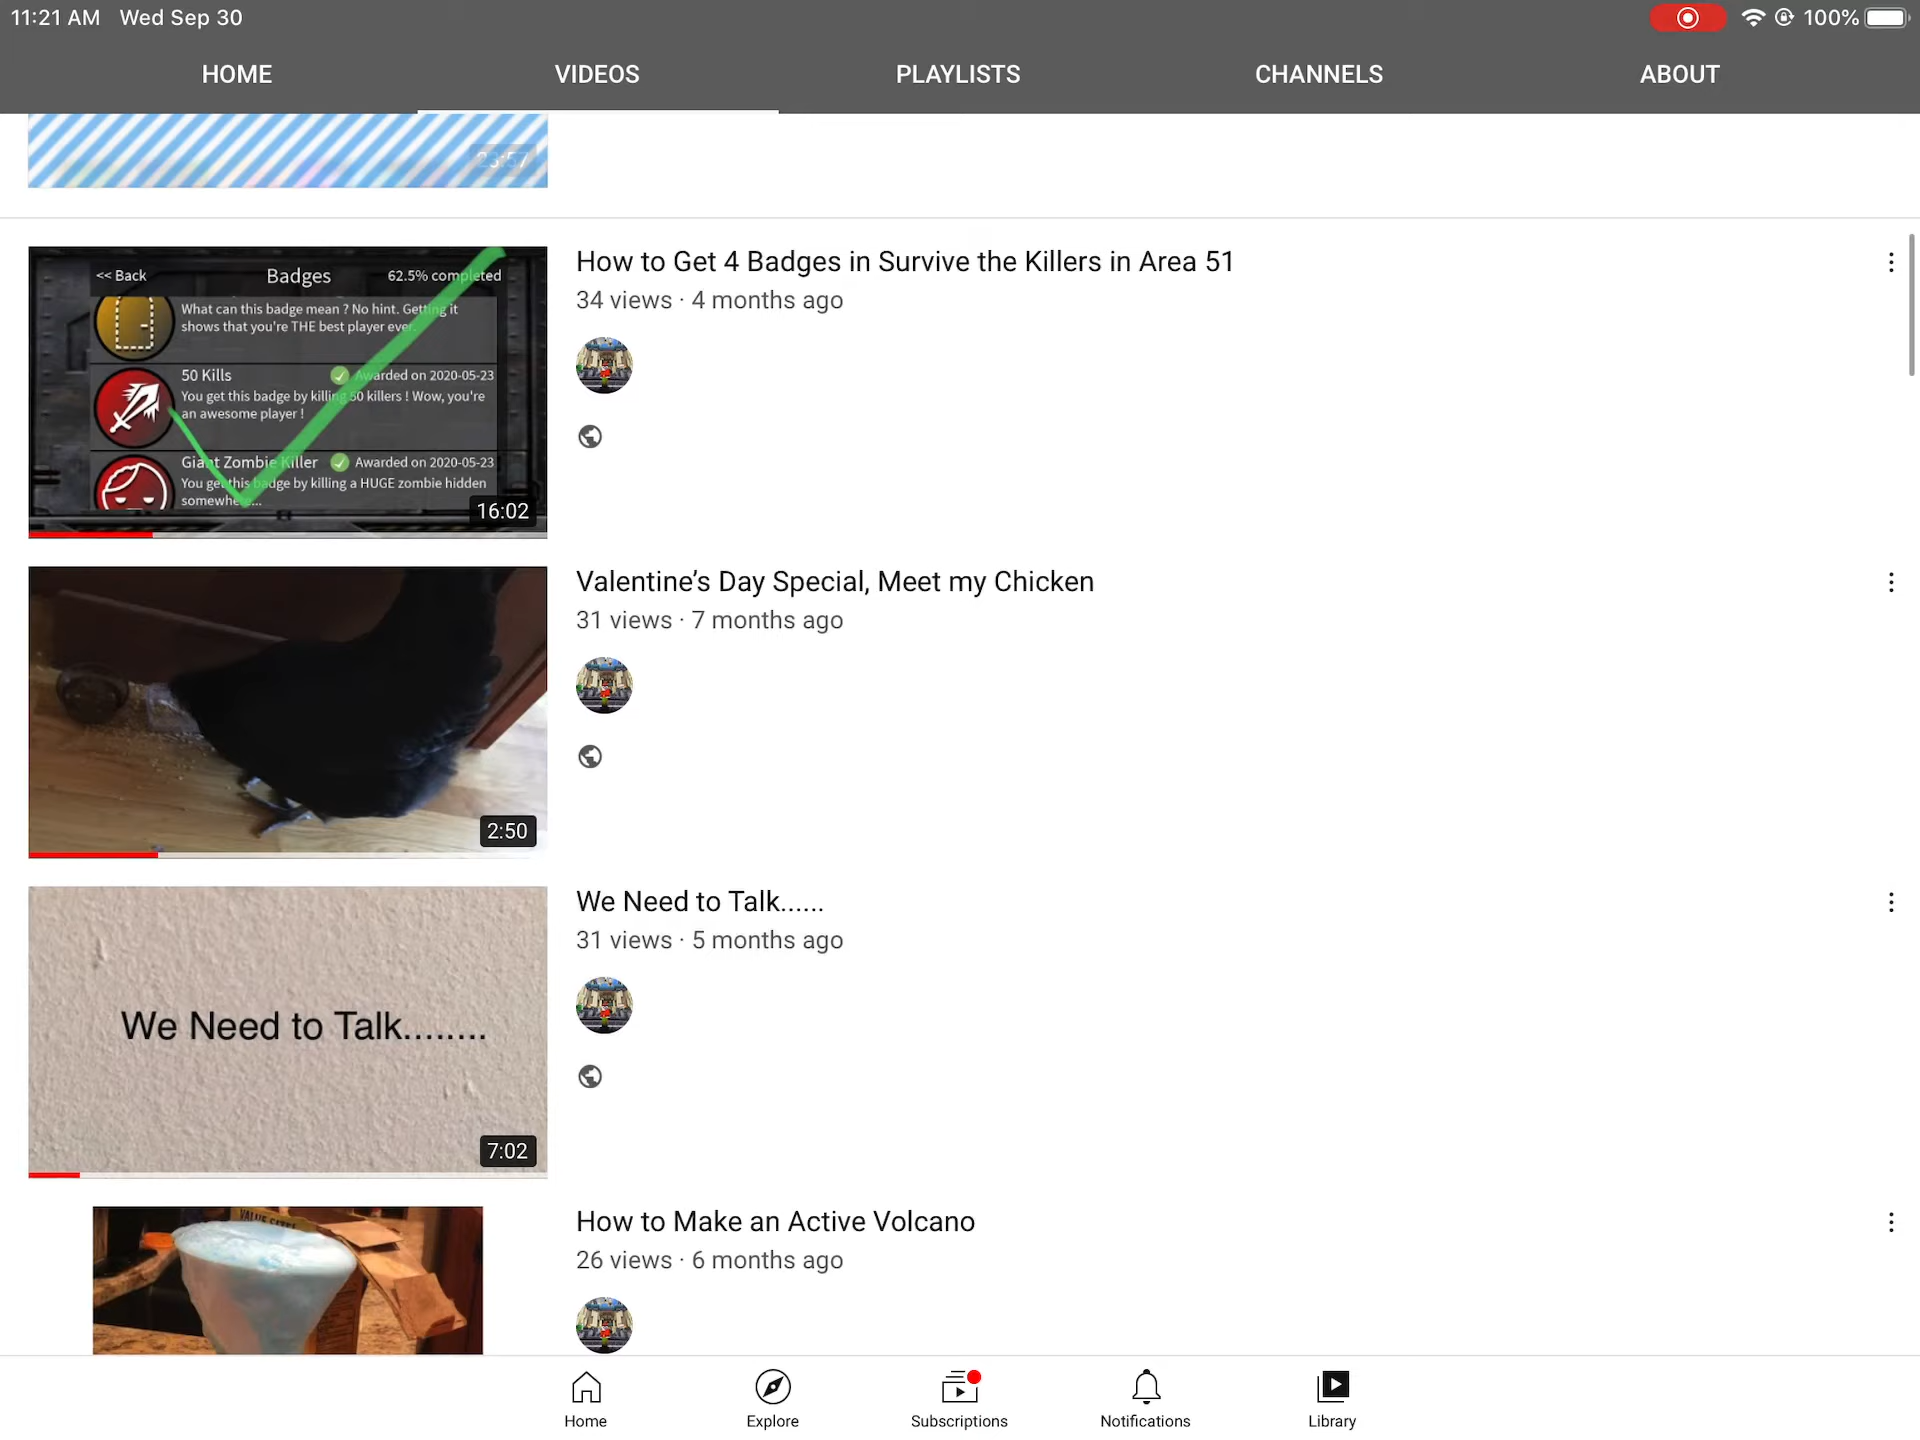 11:21 AM Wed Sep 30
100%
HOME VIDEOS PLAYLISTS CHANNELS ABOUT
23:57
<< Back Badges 62.5% completed
What can this badge mean ? No hint. Getting it
shows that you're THE best player ever.
50 Kills Awarded on 2020-05-23
You get this badge by killing 50 killers ! Wow, you're
an awesome player !
Giant Zombie Killer Awarded on 2020-05-23
You get this badge by killing a HUGE zombie hidden
somewhere...
16:02
How to Get 4 Badges in Survive the Killers in Area 51
34 views · 4 months ago
2:50
Valentine’s Day Special, Meet my Chicken
31 views · 7 months ago
We Need to Talk........
7:02
We Need to Talk......
31 views · 5 months ago
VALUE SIZE!
How to Make an Active Volcano
26 views · 6 months ago
Home Explore Subscriptions Notifications Library